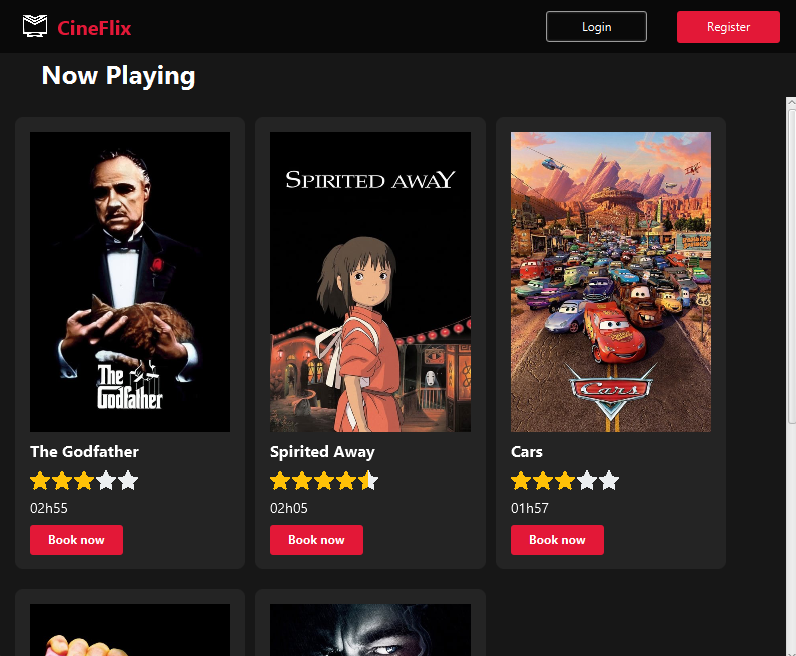 CineFlix
Login
Register
Now Playing
The Godfather
SPIRITED AWAY
Cars
The Godfather
Spirited Away
Cars
02h55
02h05
01h57
Book now
Book now
Book now